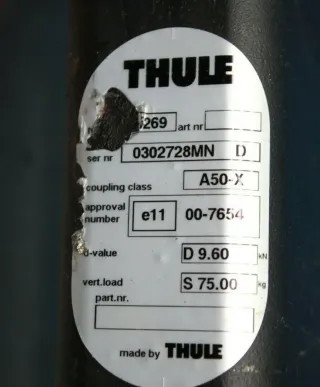 THULE
5269 art nr
ser nr 0302728MN D
coupling class A50-X
approval
number e11 00-7654
d-value D 9.60 kN
vert.load S 75.00 kg
part.nr.
made by THULE